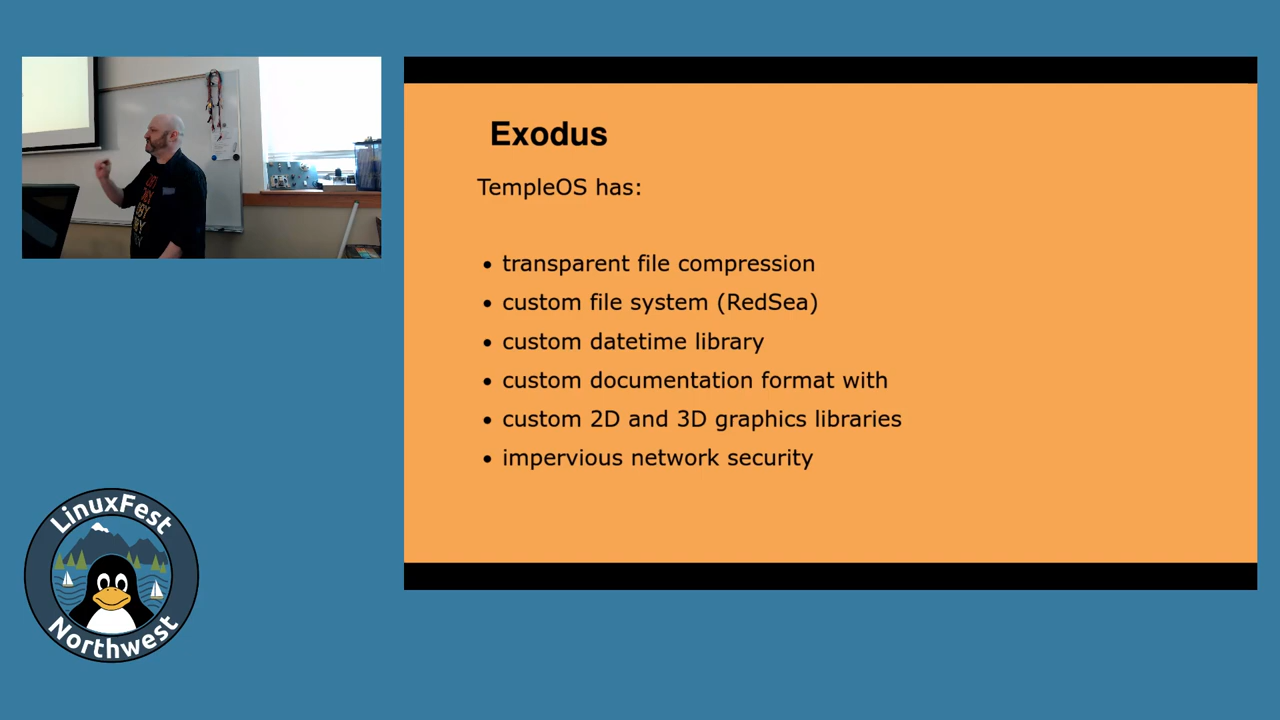 Exodus
TempleOS has:
• transparent file compression
• custom file system (RedSea)
• custom datetime library
• custom documentation format with
• custom 2D and 3D graphics libraries
• impervious network security
LinuxFest
Northwest